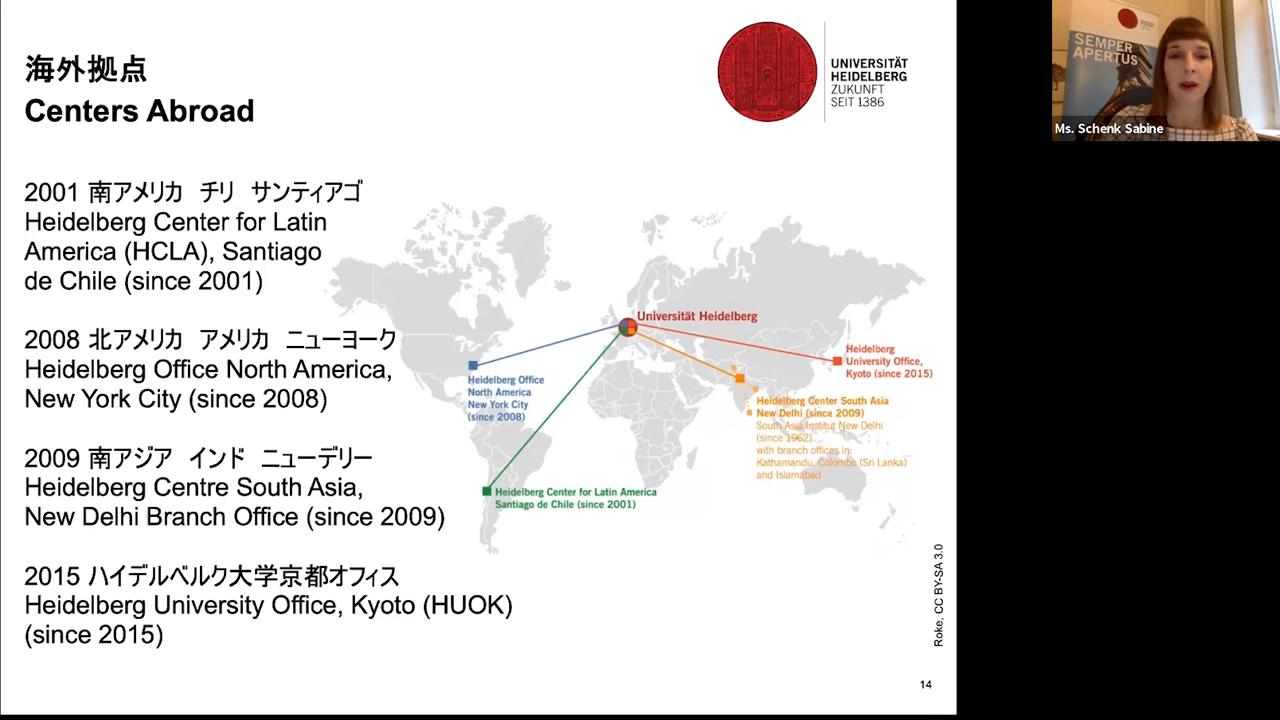 海外拠点
Centers Abroad
UNIVERSITÄT
HEIDELBERG
ZUKUNFT
SEIT 1386
SEMPER
APERTUS
Ms. Schenk Sabine
2001 南アメリカ　チリ　サンティアゴ
Heidelberg Center for Latin
America (HCLA), Santiago
de Chile (since 2001)
2008 北アメリカ　アメリカ　ニューヨーク
Heidelberg Office North America,
New York City (since 2008)
2009 南アジア　インド　ニューデリー
Heidelberg Centre South Asia,
New Delhi Branch Office (since 2009)
2015 ハイデルベルク大学京都オフィス
Heidelberg University Office, Kyoto (HUOK)
(since 2015)
Universität Heidelberg
Heidelberg
University Office,
Kyoto (since 2015)
Heidelberg Office
North America
New York City
(since 2008)
Heidelberg Center South Asia
New Delhi (since 2009)
South Asia Institut New Delhi
(since 1962)
with branch offices in:
Kathamandu, Colombo (Sri Lanka)
and Islamabad
Heidelberg Center for Latin America
Santiago de Chile (since 2001)
Roke, CC BY-SA 3.0
14